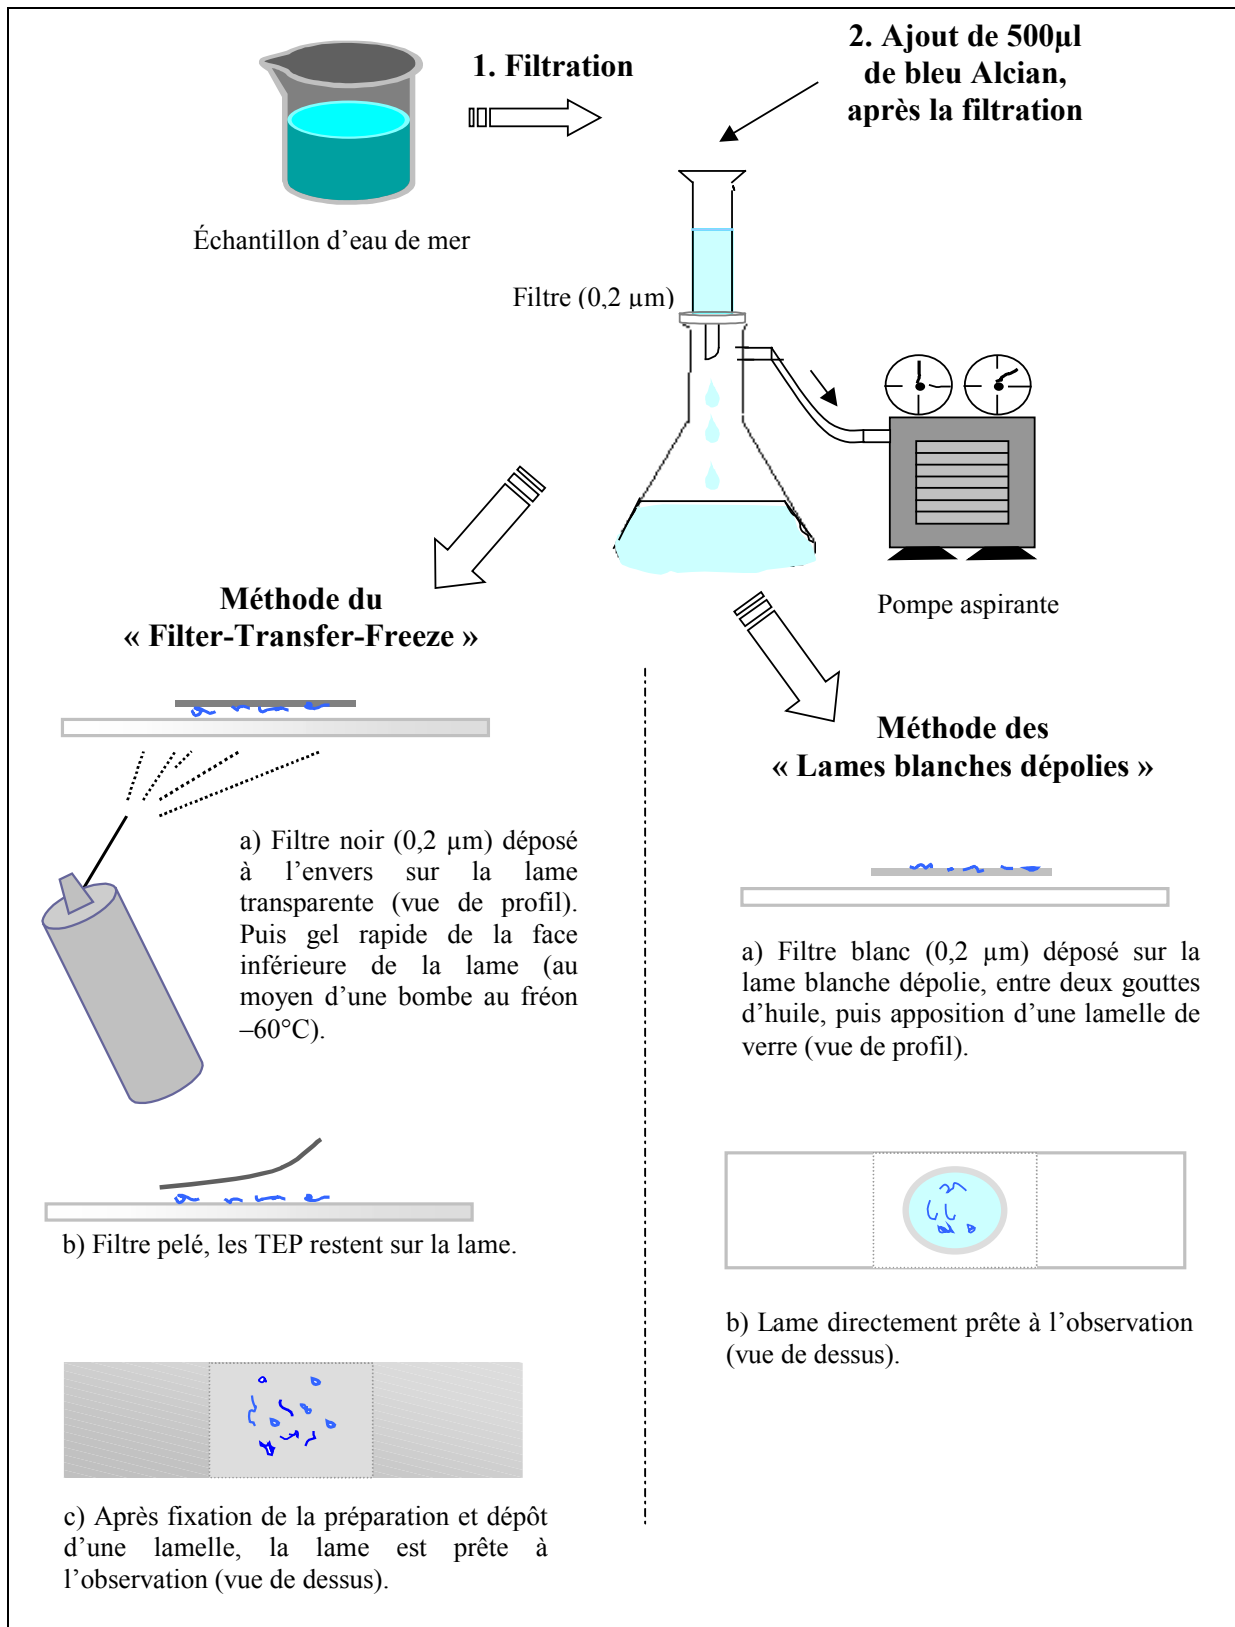 1. Filtration
2. Ajout de 500µl
de bleu Alcian,
après la filtration
Échantillon d’eau de mer
Filtre (0,2 µm)
Pompe aspirante
Méthode du
« Filter-Transfer-Freeze »
a) Filtre noir (0,2 µm) déposé
à l’envers sur la lame
transparente (vue de profil).
Puis gel rapide de la face
inférieure de la lame (au
moyen d’une bombe au fréon
–60°C).
b) Filtre pelé, les TEP restent sur la lame.
c) Après fixation de la préparation et dépôt
d’une lamelle, la lame est prête à
l’observation (vue de dessus).
Méthode des
« Lames blanches dépolies »
a) Filtre blanc (0,2 µm) déposé sur la
lame blanche dépolie, entre deux gouttes
d’huile, puis apposition d’une lamelle de
verre (vue de profil).
b) Lame directement prête à l’observation
(vue de dessus).